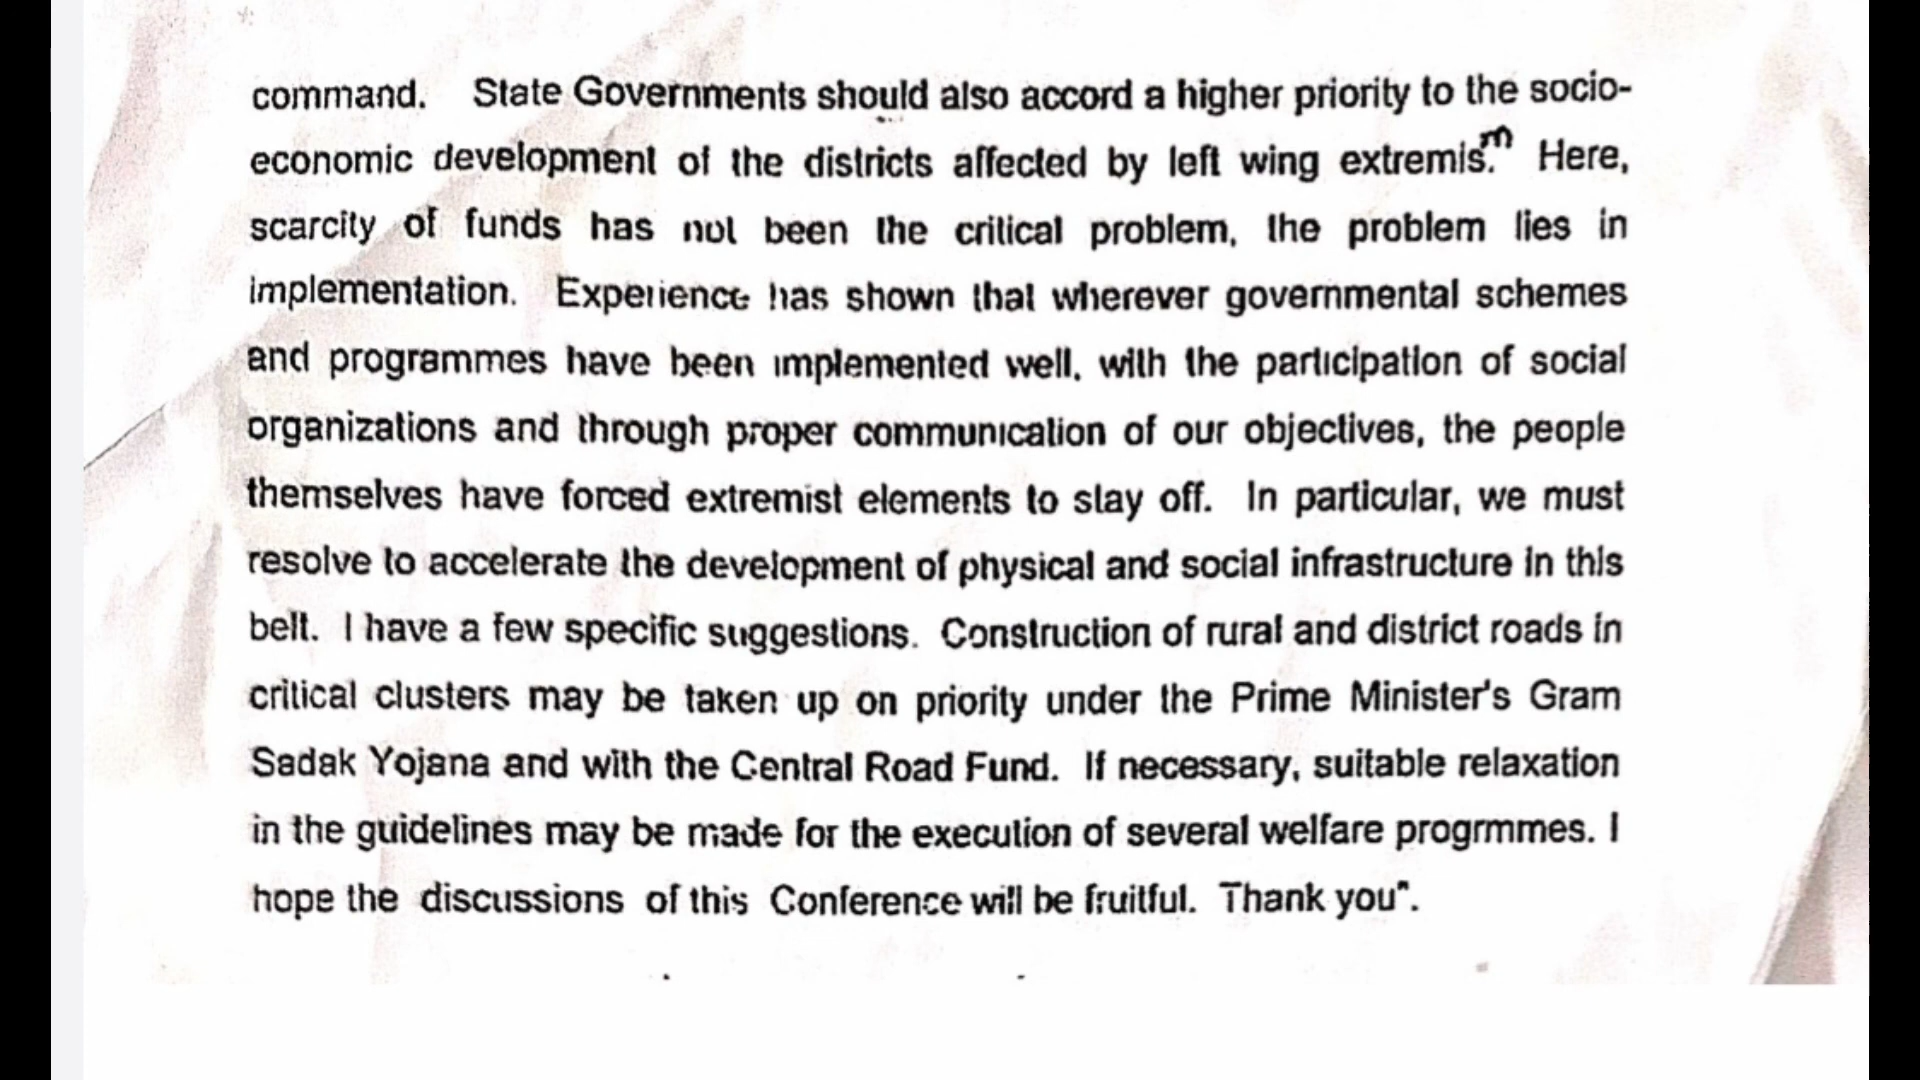 command. State Governments should also accord a higher priority to the socio-
economic development of the districts affected by left wing extremism. Here,
scarcity of funds has not been the critical problem, the problem lies in
implementation. Experience has shown that wherever governmental schemes
and programmes have been implemented well, with the participation of social
organizations and through proper communication of our objectives, the people
themselves have forced extremist elements to stay off. In particular, we must
resolve to accelerate the development of physical and social infrastructure in this
belt. I have a few specific suggestions. Construction of rural and district roads in
critical clusters may be taken up on priority under the Prime Minister's Gram
Sadak Yojana and with the Central Road Fund. If necessary, suitable relaxation
in the guidelines may be made for the execution of several welfare progrmmes. I
hope the discussions of this Conference will be fruitful. Thank you".